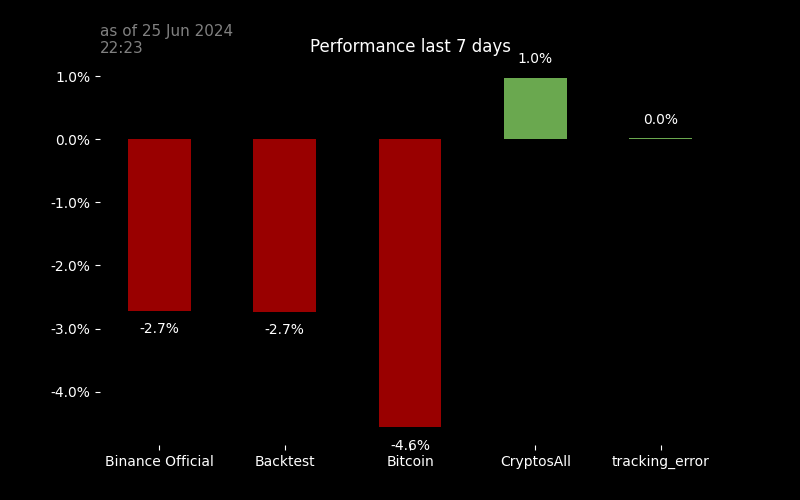 as of 25 Jun 2024
22:23
Performance last 7 days
1.0%
1.0%
0.0%
0.0%
-1.0%
-2.0%
-3.0%
-2.7%
-2.7%
-4.0%
-4.6%
Binance Official
Backtest
Bitcoin
CryptosAll
tracking_error